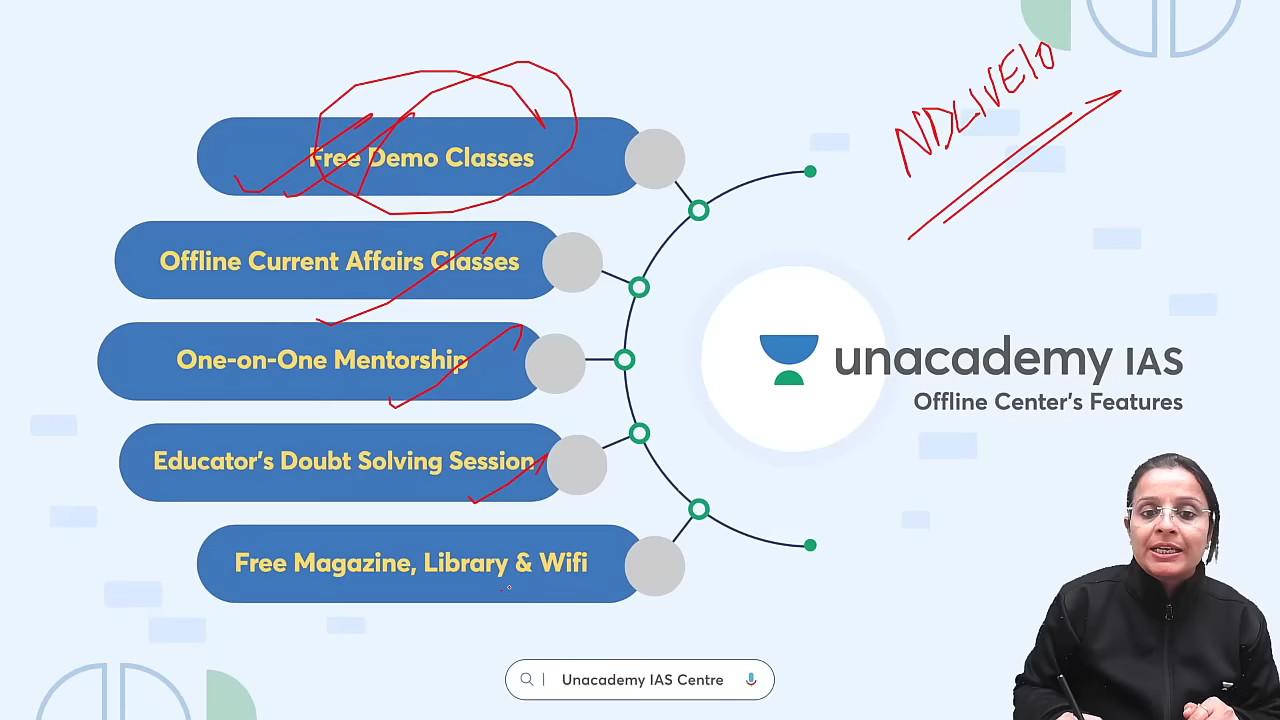 Free Demo Classes
Offline Current Affairs Classes
One-on-One Mentorship
Educator's Doubt Solving Session
Free Magazine, Library & Wifi
NDLIVE10
unacademy IAS
Offline Center's Features
Unacademy IAS Centre